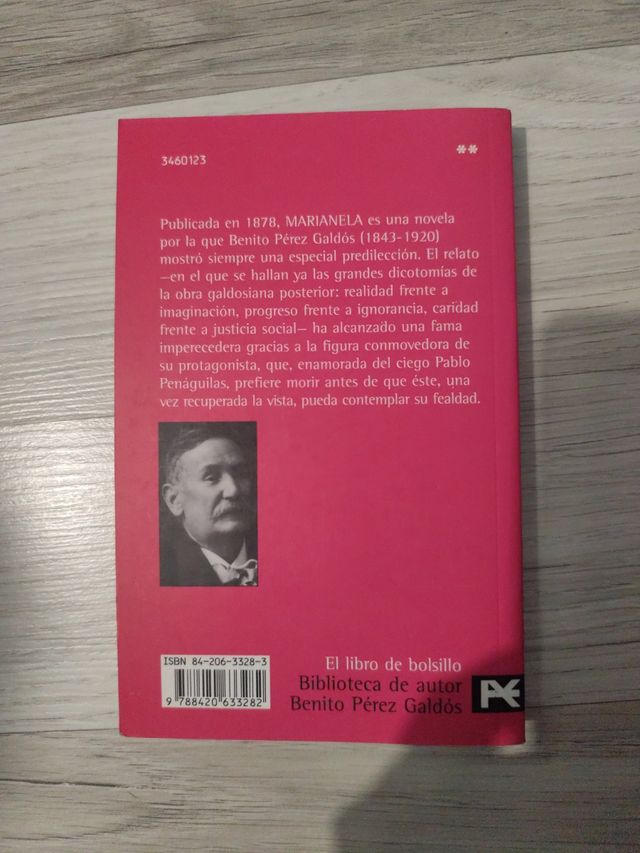 3460123
**
Publicada en 1878, MARIANELA es una novela
por la que Benito Pérez Galdós (1843-1920)
mostró siempre una especial predilección. El relato
—en el que se hallan ya las grandes dicotomías de
la obra galdosiana posterior: realidad frente a
imaginación, progreso frente a ignorancia, caridad
frente a justicia social— ha alcanzado una fama
imperecedera gracias a la figura conmovedora de
su protagonista, que, enamorada del ciego Pablo
Penáguilas, prefiere morir antes de que éste, una
vez recuperada la vista, pueda contemplar su fealdad.
ISBN 84-206-3328-3
9 788420 633282
El libro de bolsillo
Biblioteca de autor
Benito Pérez Galdós